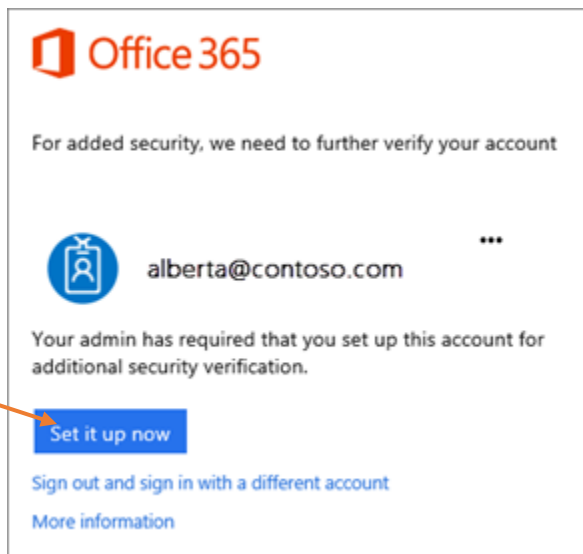 Office 365
For added security, we need to further verify your account
alberta@contoso.com
Your admin has required that you set up this account for
additional security verification.
Set it up now
Sign out and sign in with a different account
More information